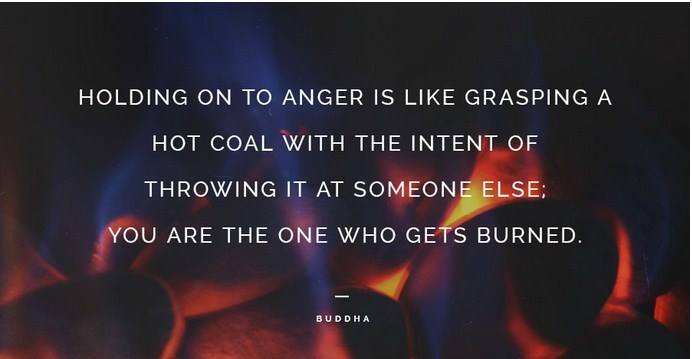 HOLDING ON TO ANGER IS LIKE GRASPING A
HOT COAL WITH THE INTENT OF
THROWING IT AT SOMEONE ELSE;
YOU ARE THE ONE WHO GETS BURNED.
—
BUDDHA